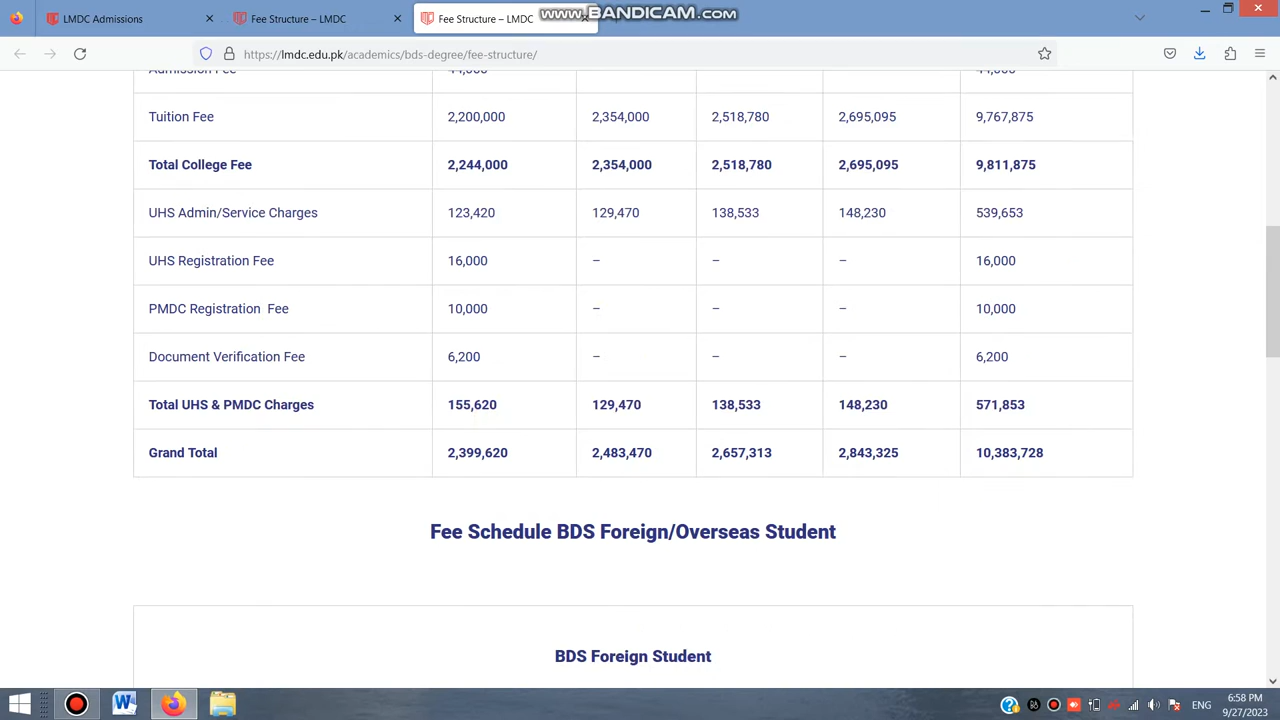 www.BANDICAM.com
LMDC Admissions × Fee Structure – LMDC × Fee Structure – LMDC ×
https://lmdc.edu.pk/academics/bds-degree/fee-structure/
Admission Fee 44,000 44,000
Tuition Fee 2,200,000 2,354,000 2,518,780 2,695,095 9,767,875
Total College Fee 2,244,000 2,354,000 2,518,780 2,695,095 9,811,875
UHS Admin/Service Charges 123,420 129,470 138,533 148,230 539,653
UHS Registration Fee 16,000 – – – 16,000
PMDC Registration Fee 10,000 – – – 10,000
Document Verification Fee 6,200 – – – 6,200
Total UHS & PMDC Charges 155,620 129,470 138,533 148,230 571,853
Grand Total 2,399,620 2,483,470 2,657,313 2,843,325 10,383,728
Fee Schedule BDS Foreign/Overseas Student
BDS Foreign Student
ENG 6:58 PM
9/27/2023